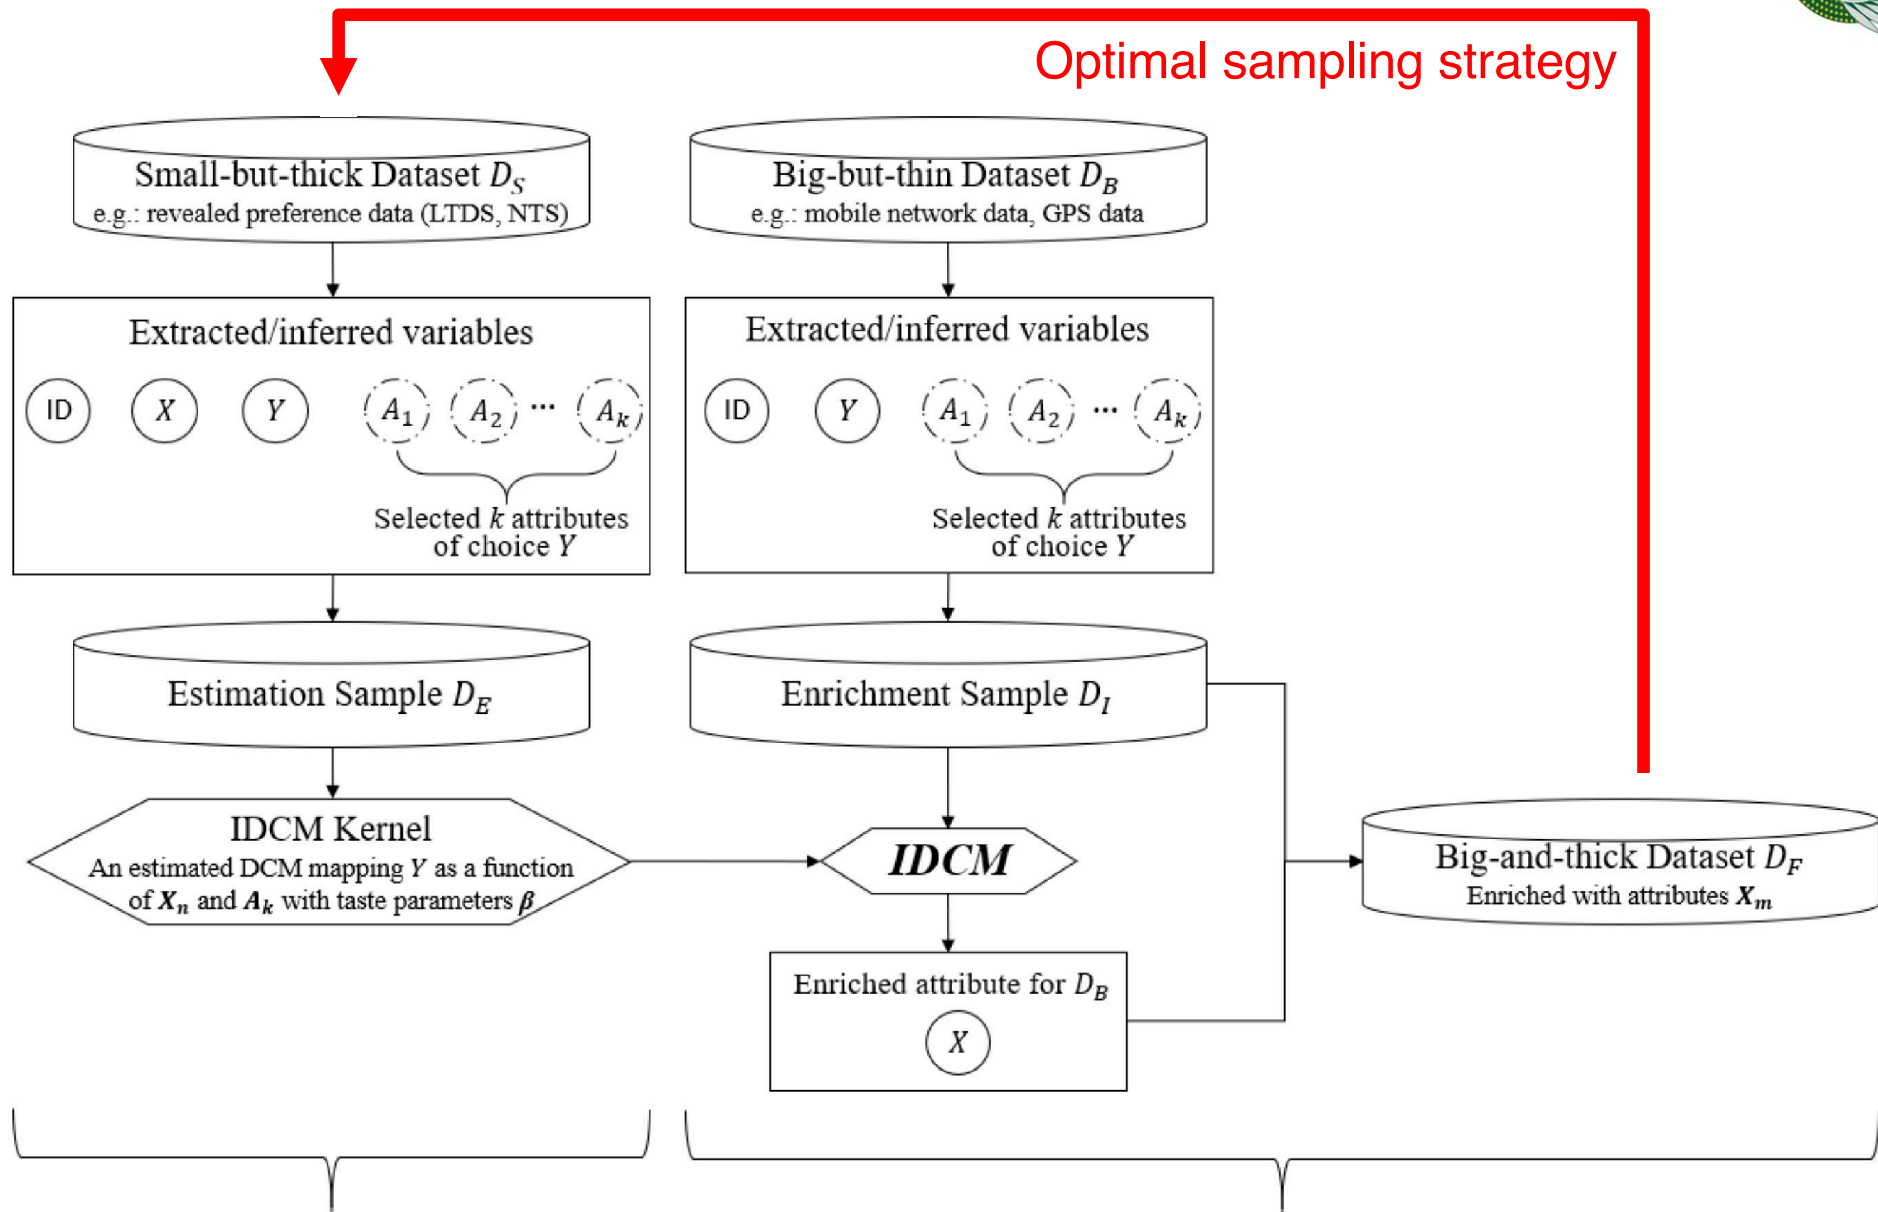 Optimal sampling strategy
Small-but-thick Dataset D_S
e.g.: revealed preference data (LTDS, NTS)
Big-but-thin Dataset D_B
e.g.: mobile network data, GPS data
Extracted/inferred variables
ID X Y A_1 A_2 ... A_k
Selected k attributes
of choice Y
Extracted/inferred variables
ID Y A_1 A_2 ... A_k
Selected k attributes
of choice Y
Estimation Sample D_E
Enrichment Sample D_I
IDCM Kernel
An estimated DCM mapping Y as a function
of X_n and A_k with taste parameters β
IDCM
Big-and-thick Dataset D_F
Enriched with attributes X_m
Enriched attribute for D_B
X